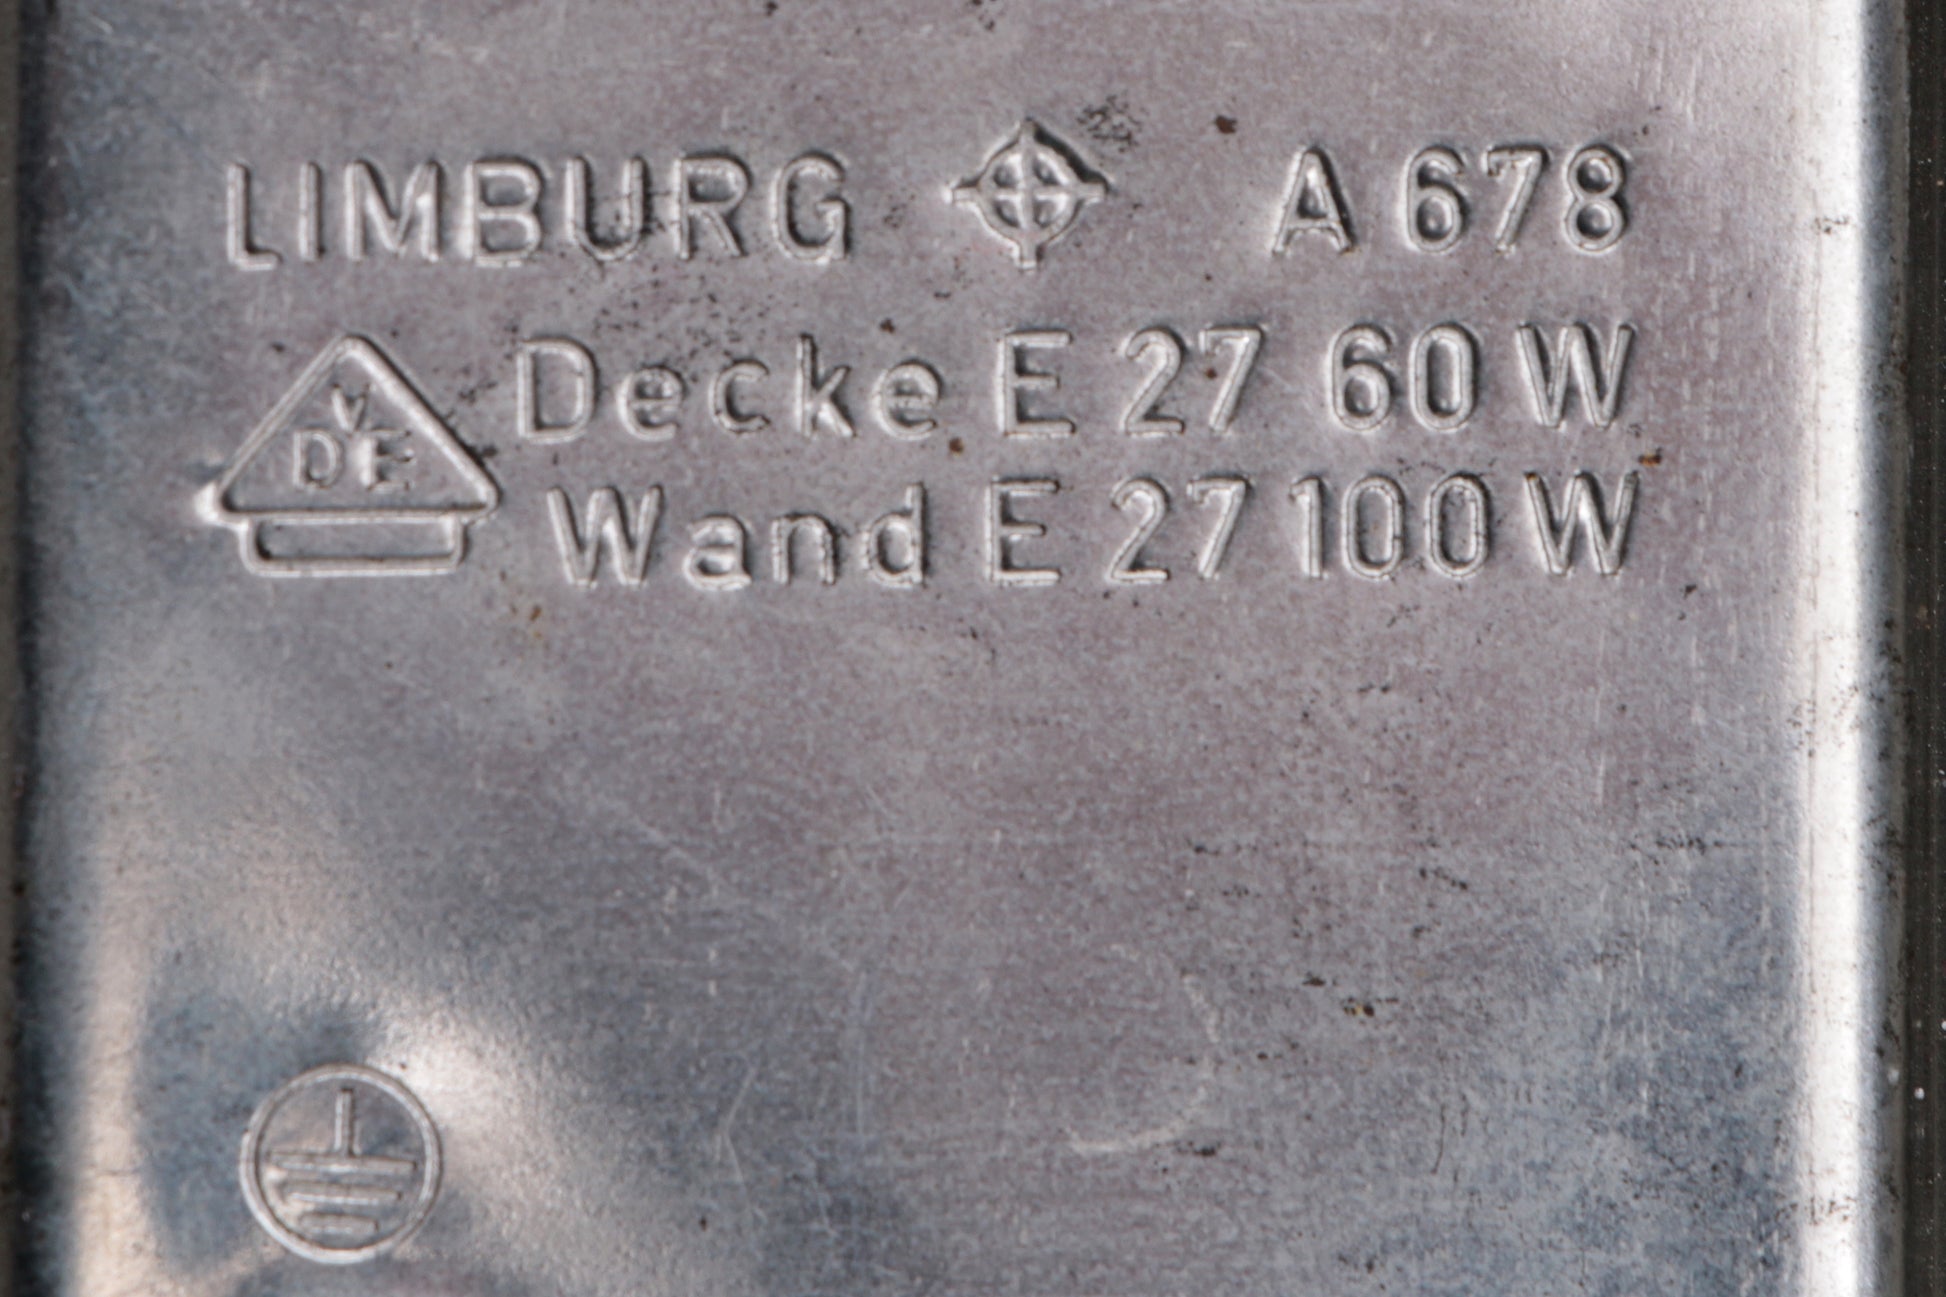 LIMBURG A 678
VDE
Decke E 27 60 W
Wand E 27 100 W